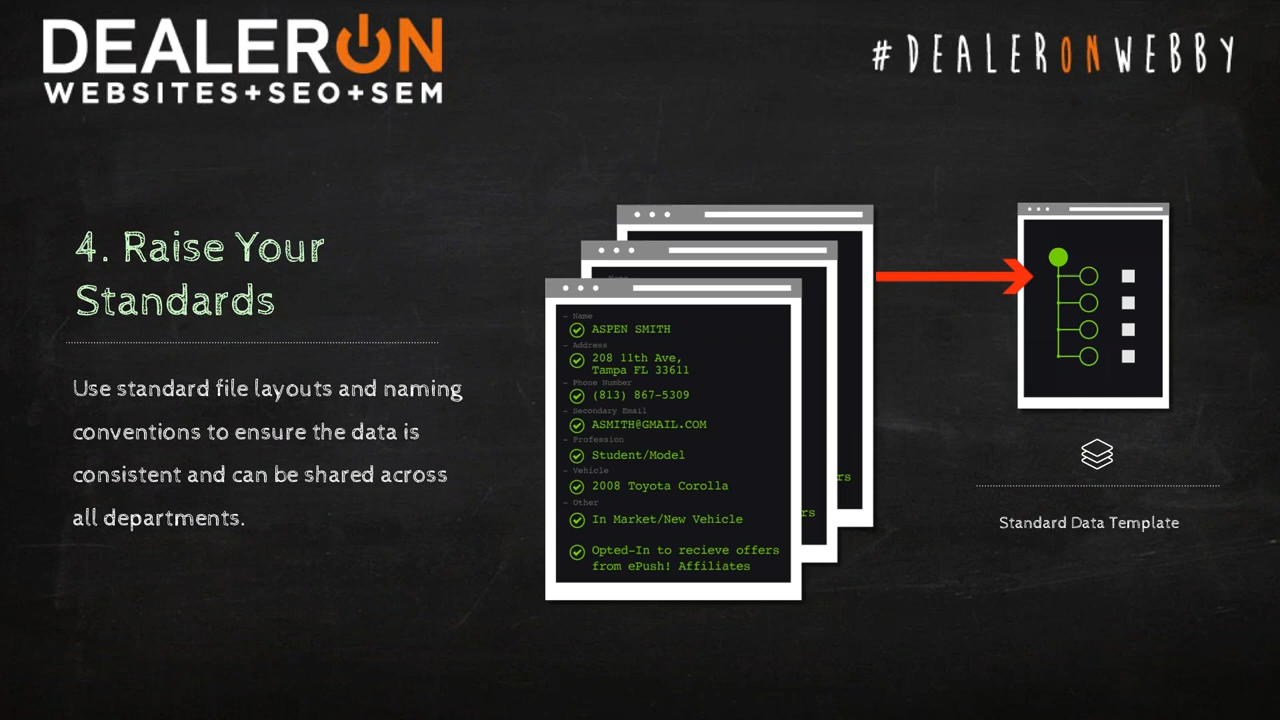 DEALERON
WEBSITES+SEO+SEM
#DEALERONWEBBY
4. Raise Your
Standards
Use standard file layouts and naming
conventions to ensure the data is
consistent and can be shared across
all departments.
- Name
ASPEN SMITH
- Address
208 11th Ave,
Tampa FL 33611
- Phone Number
(813) 867-5309
- Secondary Email
ASMITH@GMAIL.COM
- Profession
Student/Model
- Vehicle
2008 Toyota Corolla
- Other
In Market/New Vehicle
Opted-In to recieve offers
from ePush! Affiliates
rs
rs
Standard Data Template